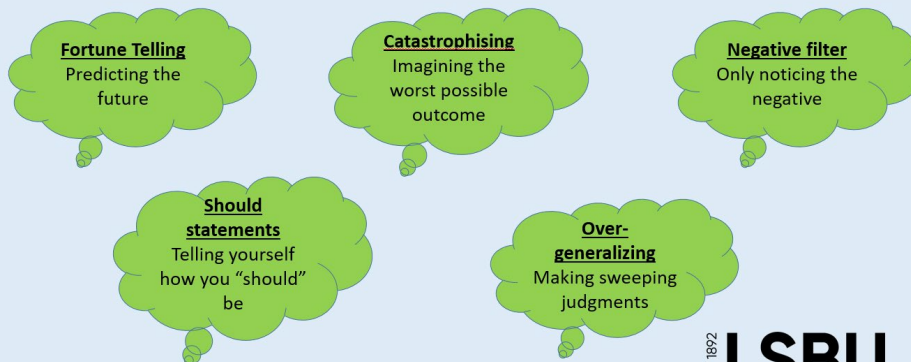 Fortune Telling
Predicting the
future
Catastrophising
Imagining the
worst possible
outcome
Negative filter
Only noticing the
negative
Should
statements
Telling yourself
how you “should”
be
Over-
generalizing
Making sweeping
judgments
1892
LSBU